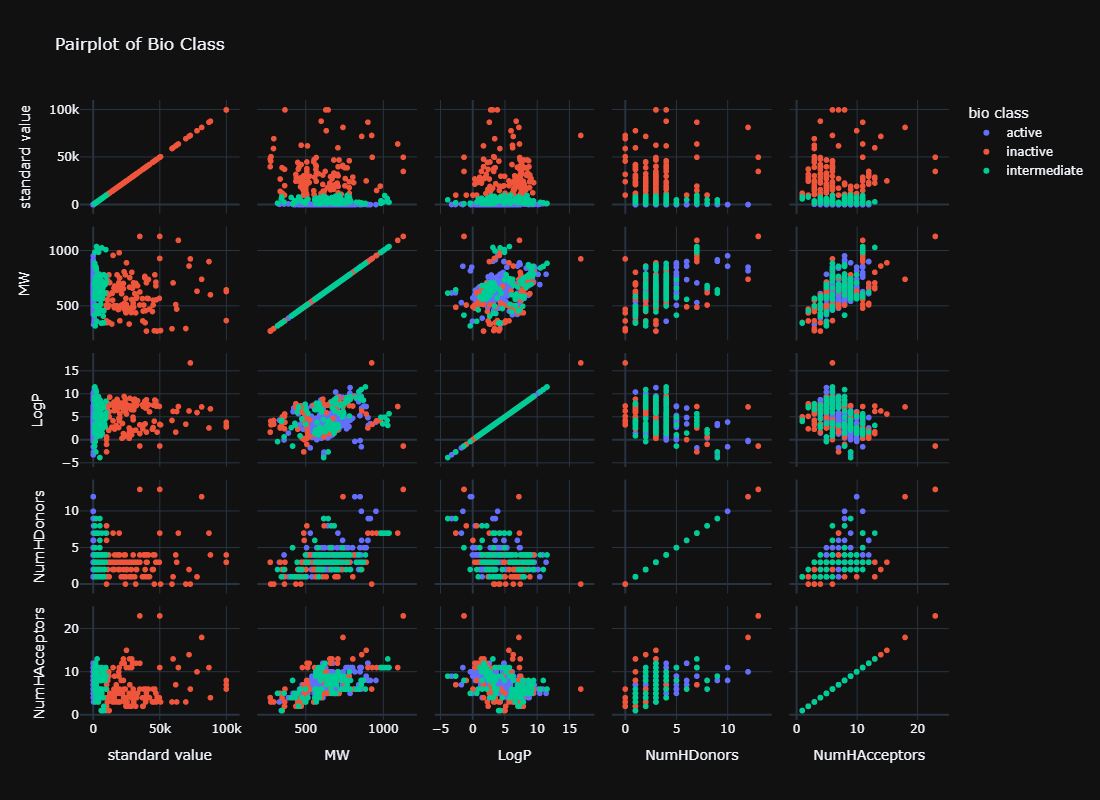 Pairplot of Bio Class
bio class
active
inactive
intermediate
standard value
100k
50k
0
MW
1000
500
LogP
15
10
5
0
−5
NumHDonors
10
5
0
NumHAcceptors
20
10
0
0 50k 100k 500 1000 −5 0 5 10 15 0 5 10 0 10 20
standard value MW LogP NumHDonors NumHAcceptors